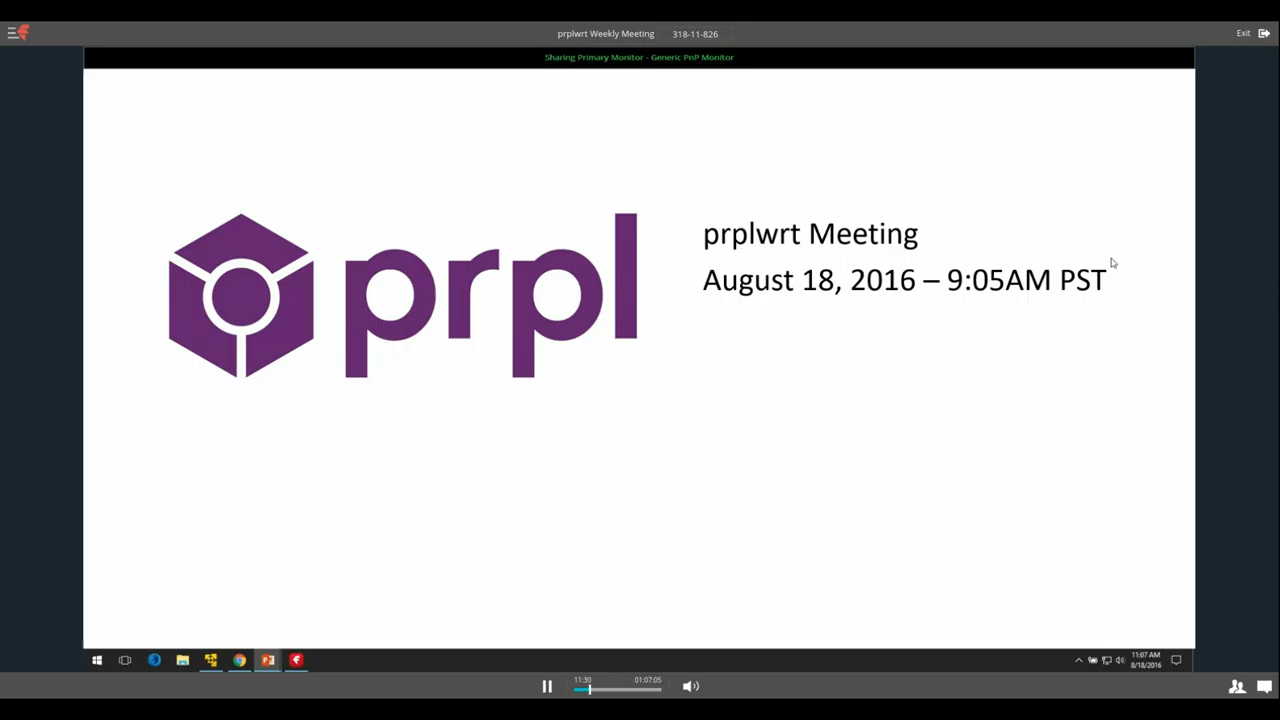 prplwrt Weekly Meeting 318-11-826
Exit
Sharing Primary Monitor - Generic PnP Monitor
prpl
prplwrt Meeting
August 18, 2016 – 9:05AM PST
11:07 AM
8/18/2016
11:30 01:07:05